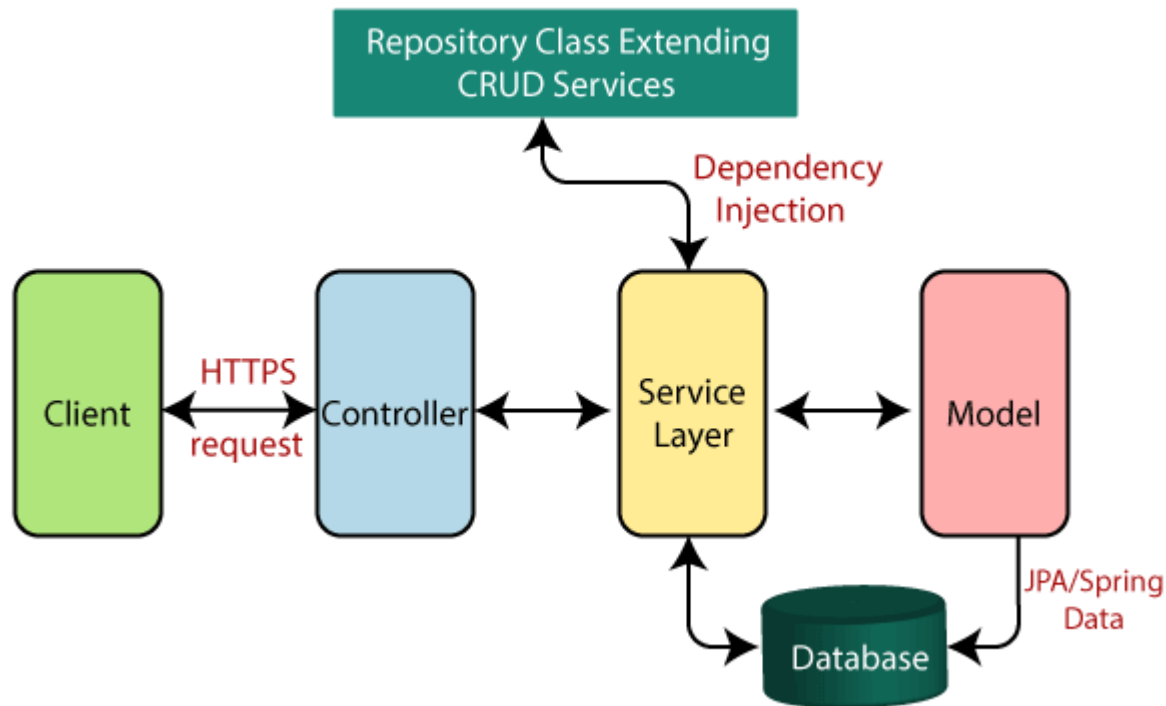 Repository Class Extending
CRUD Services
Dependency
Injection
Client
HTTPS
request
Controller
Service
Layer
Model
JPA/Spring
Data
Database